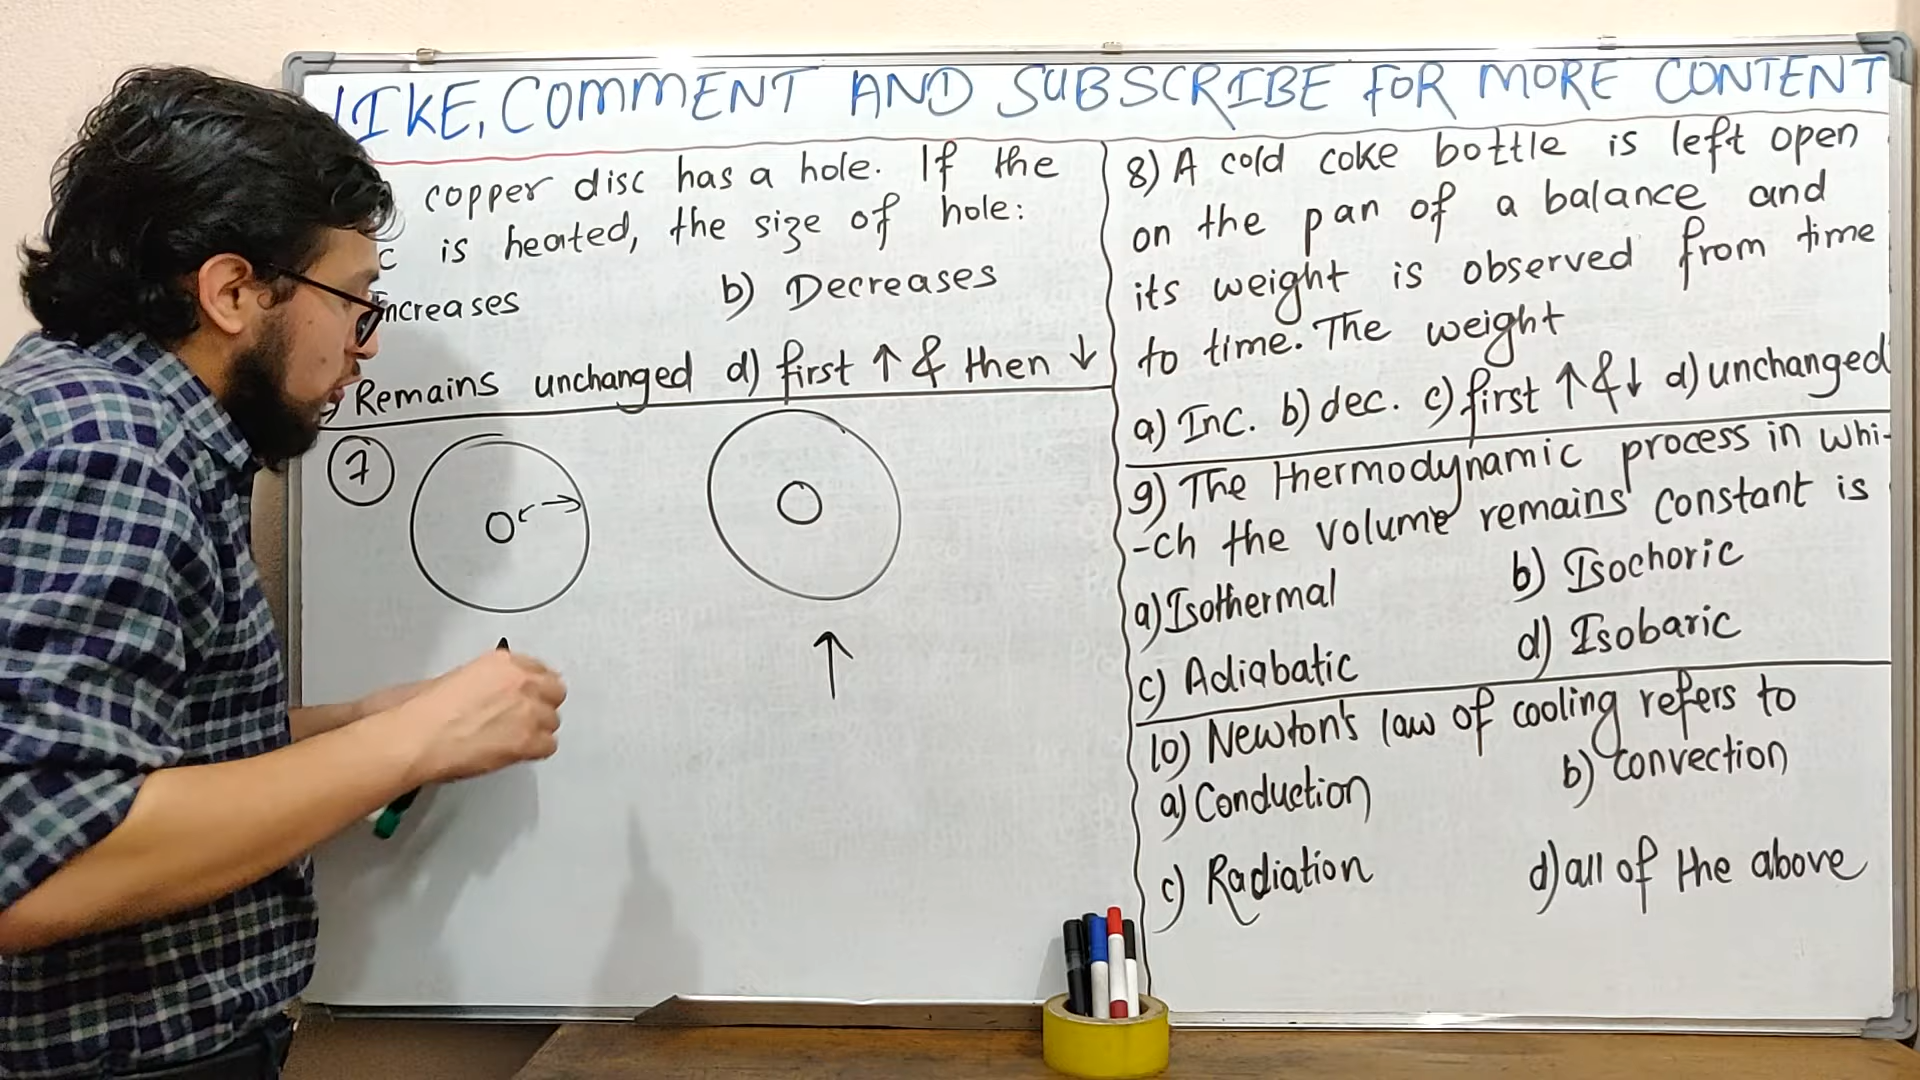 LIKE, COMMENT AND SUBSCRIBE FOR MORE CONTENT
copper disc has a hole. If the
c is heated, the size of hole:
Increases b) Decreases
) Remains unchanged d) first ↑ & then ↓
7
r
8) A cold coke bottle is left open
on the pan of a balance and
its weight is observed from time
to time. The weight
a) Inc. b) dec. c) first ↑ & ↓ d) unchanged
9) The thermodynamic process in whi-
-ch the volume remains constant is
a) Isothermal b) Isochoric
c) Adiabatic d) Isobaric
10) Newton's law of cooling refers to
a) Conduction b) convection
c) Radiation d) all of the above